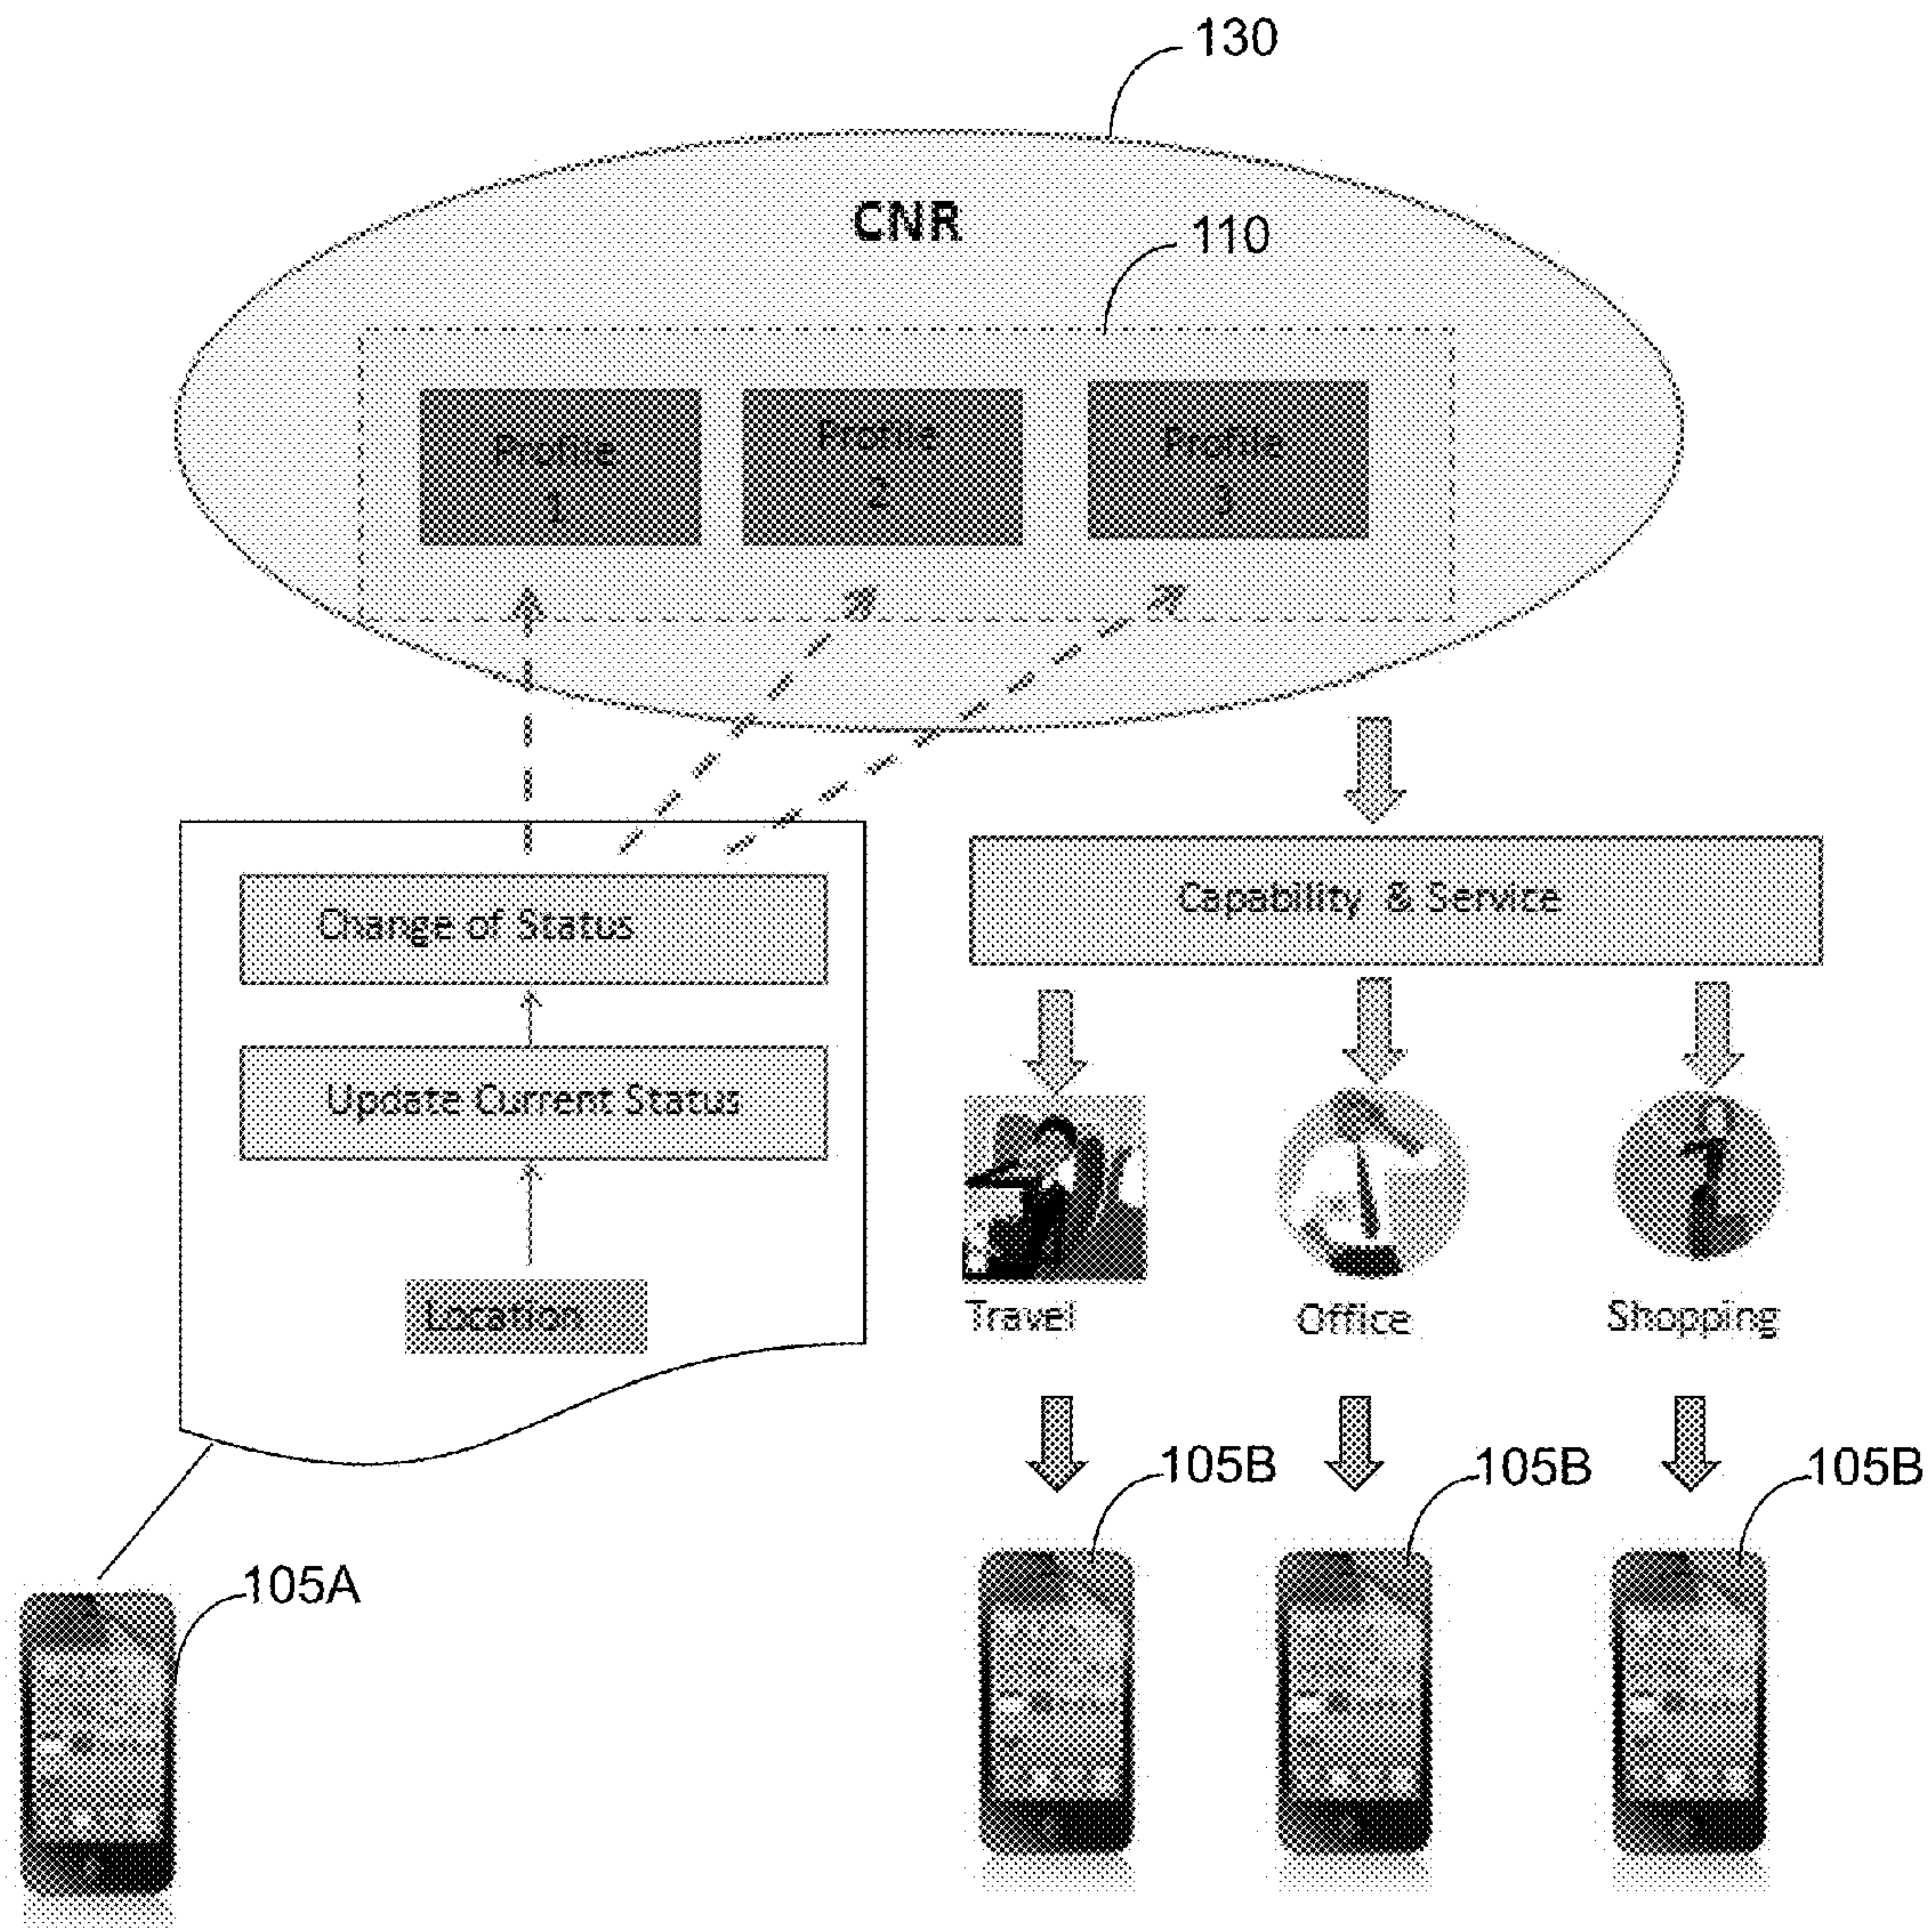 130
CNR
110
Profile
1
Profile
2
Profile
3
Change of Status
Capability & Service
Update Current Status
Location
Travel
Office
Shopping
105B
105B
105B
105A